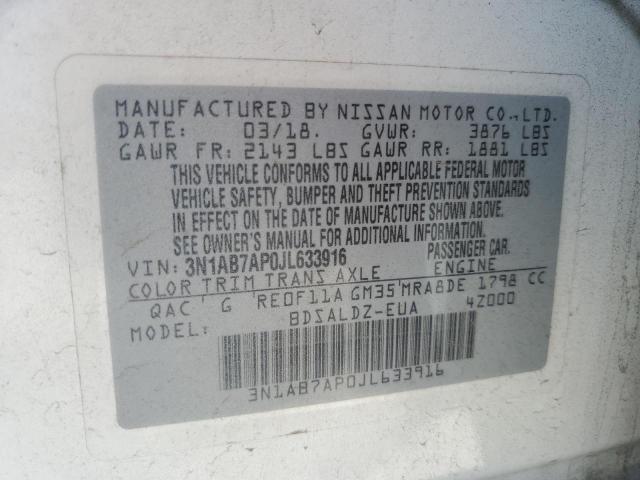 MANUFACTURED BY NISSAN MOTOR CO.,LTD.
DATE: 03/18. GVWR: 3876 LBS
GAWR FR: 2143 LBS GAWR RR: 1881 LBS
THIS VEHICLE CONFORMS TO ALL APPLICABLE FEDERAL MOTOR
VEHICLE SAFETY, BUMPER AND THEFT PREVENTION STANDARDS
IN EFFECT ON THE DATE OF MANUFACTURE SHOWN ABOVE.
SEE OWNER'S MANUAL FOR ADDITIONAL INFORMATION.
VIN: 3N1AB7AP0JL633916 PASSENGER CAR.
COLOR TRIM TRANS AXLE ENGINE
QAC G RE0F11A GM35 MRA8DE 1798 CC
MODEL: BDSALDZ-EUA 4Z000
3N1AB7AP0JL633916